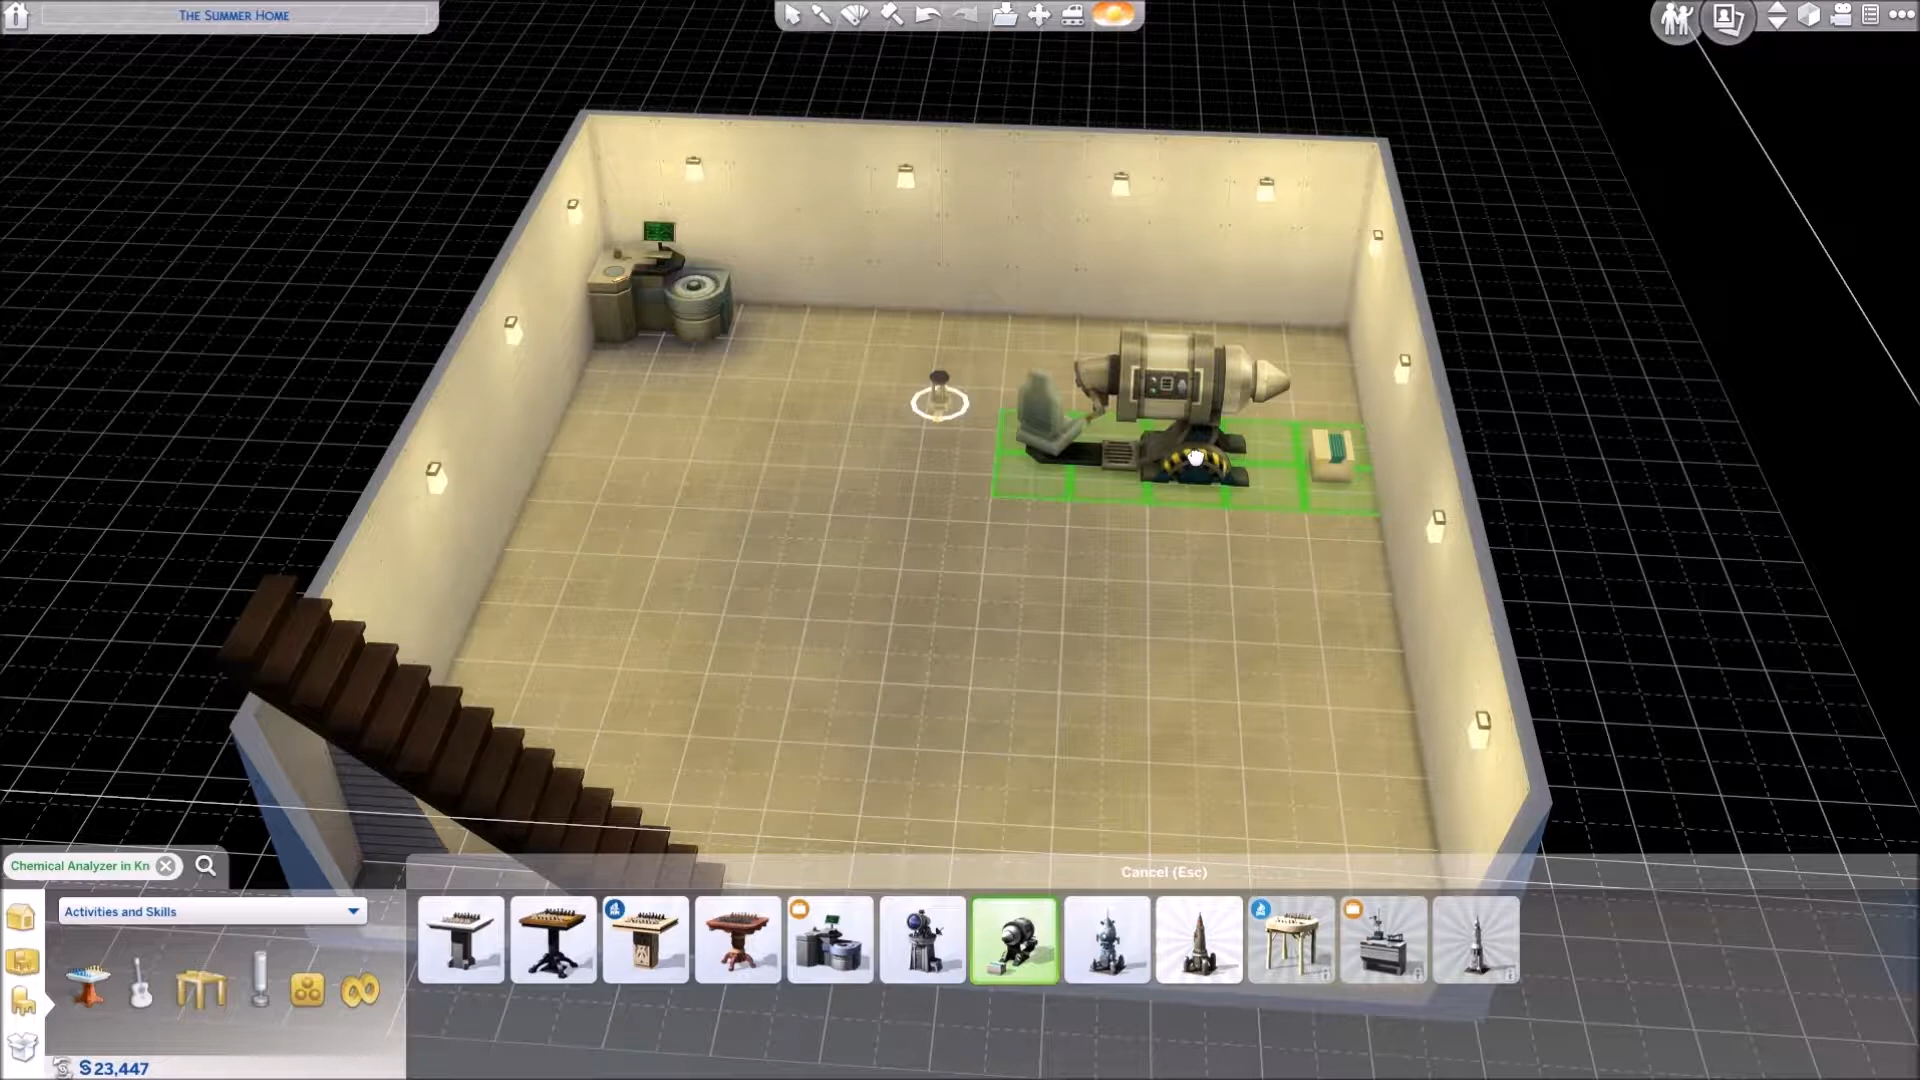 THE SUMMER HOME
Cancel (Esc)
Chemical Analyzer in Kn
Activities and Skills
§23,447